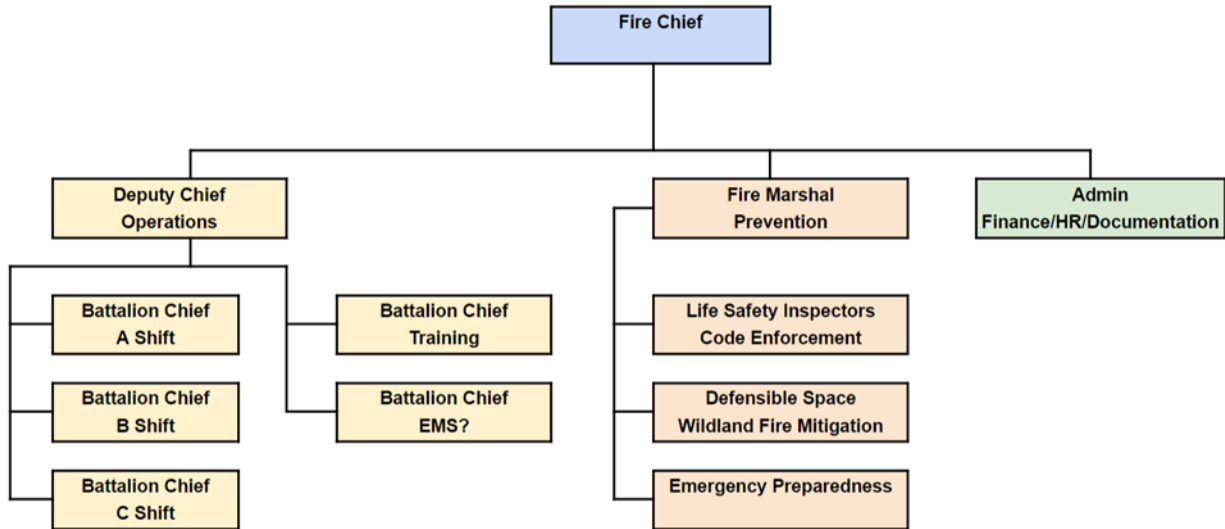 Fire Chief
Deputy Chief
Operations
Fire Marshal
Prevention
Admin
Finance/HR/Documentation
Battalion Chief
A Shift
Battalion Chief
Training
Life Safety Inspectors
Code Enforcement
Battalion Chief
B Shift
Battalion Chief
EMS?
Defensible Space
Wildland Fire Mitigation
Battalion Chief
C Shift
Emergency Preparedness